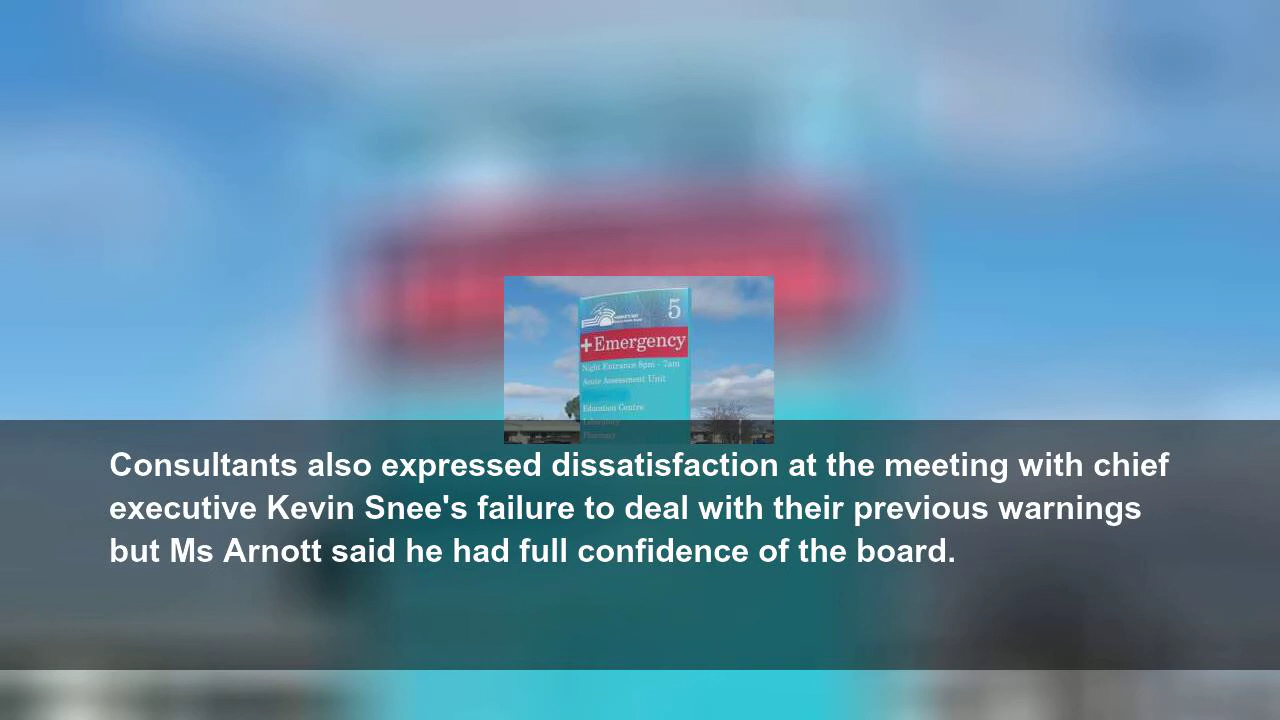 5
+Emergency
Night Entrance 8pm - 7am
Acute Assessment Unit
Education Centre
Laboratory
Pharmacy
Consultants also expressed dissatisfaction at the meeting with chief
executive Kevin Snee's failure to deal with their previous warnings
but Ms Arnott said he had full confidence of the board.